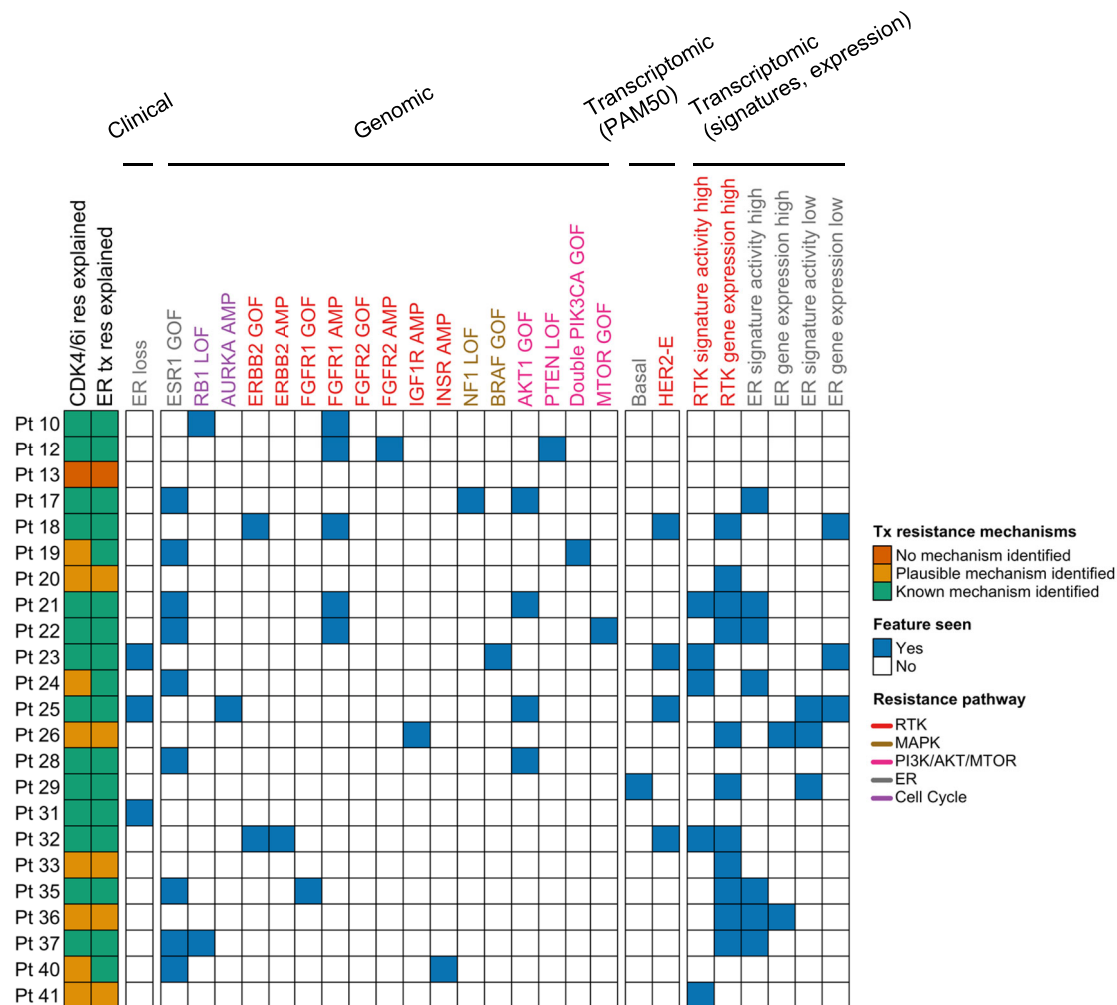 Clinical
Genomic
Transcriptomic
(PAM50)
Transcriptomic
(signatures, expression)
CDK4/6i res explained
ER tx res explained
ER loss
ESR1 GOF
RB1 LOF
AURKA AMP
ERBB2 GOF
ERBB2 AMP
FGFR1 GOF
FGFR1 AMP
FGFR2 GOF
FGFR2 AMP
IGF1R AMP
INSR AMP
NF1 LOF
BRAF GOF
AKT1 GOF
PTEN LOF
Double PIK3CA GOF
MTOR GOF
Basal
HER2-E
RTK signature activity high
RTK gene expression high
ER signature activity high
ER gene expression high
ER signature activity low
ER gene expression low
Pt 10
Pt 12
Pt 13
Pt 17
Pt 18
Pt 19
Pt 20
Pt 21
Pt 22
Pt 23
Pt 24
Pt 25
Pt 26
Pt 28
Pt 29
Pt 31
Pt 32
Pt 33
Pt 35
Pt 36
Pt 37
Pt 40
Pt 41
Tx resistance mechanisms
No mechanism identified
Plausible mechanism identified
Known mechanism identified
Feature seen
Yes
No
Resistance pathway
RTK
MAPK
PI3K/AKT/MTOR
ER
Cell Cycle